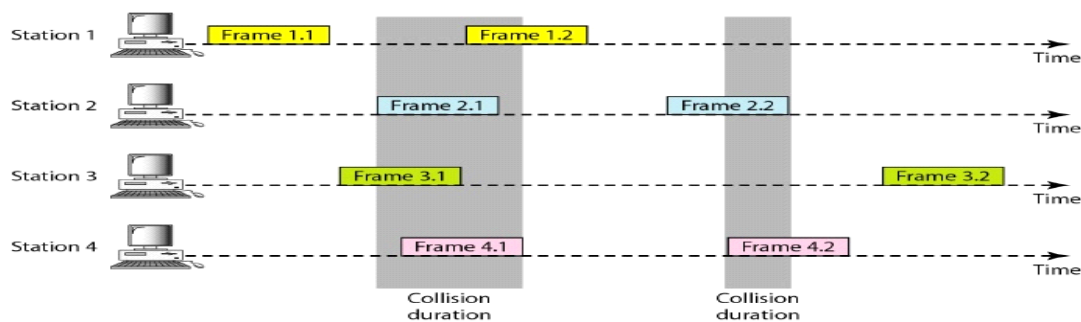 Station 1
Frame 1.1
Frame 1.2
Time
Station 2
Frame 2.1
Frame 2.2
Time
Station 3
Frame 3.1
Frame 3.2
Time
Station 4
Frame 4.1
Frame 4.2
Time
Collision
duration
Collision
duration